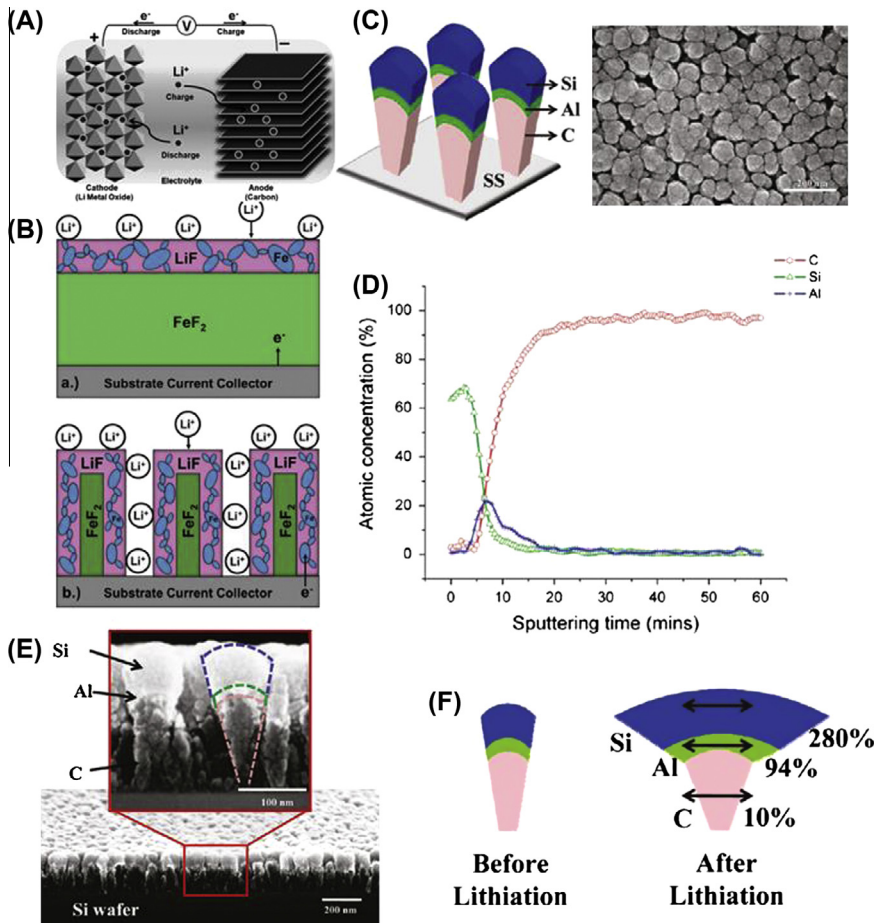 (A)
e-
Discharge
V
e-
Charge
+
−
Li+
Charge
Li+
Discharge
Cathode
(Li Metal Oxide)
Electrolyte
Anode
(Carbon)
(B)
Li+ Li+ Li+ Li+ Li+
LiF
Fe
FeF2
e-
Substrate Current Collector
a.)
Li+ Li+ Li+ Li+ Li+
LiF LiF LiF
Li+ Li+
FeF2 FeF2 FeF2
Li+ Li+
Li+ Li+
e-
Substrate Current Collector
b.)
(C)
Si
Al
C
SS
200 nm
(D)
C
Si
Al
Atomic concentration (%)
100
80
60
40
20
0
0 10 20 30 40 50 60
Sputtering time (mins)
(E)
Si
Al
C
100 nm
Si wafer
200 nm
(F)
Si
280%
Al
94%
C
10%
Before
Lithiation
After
Lithiation